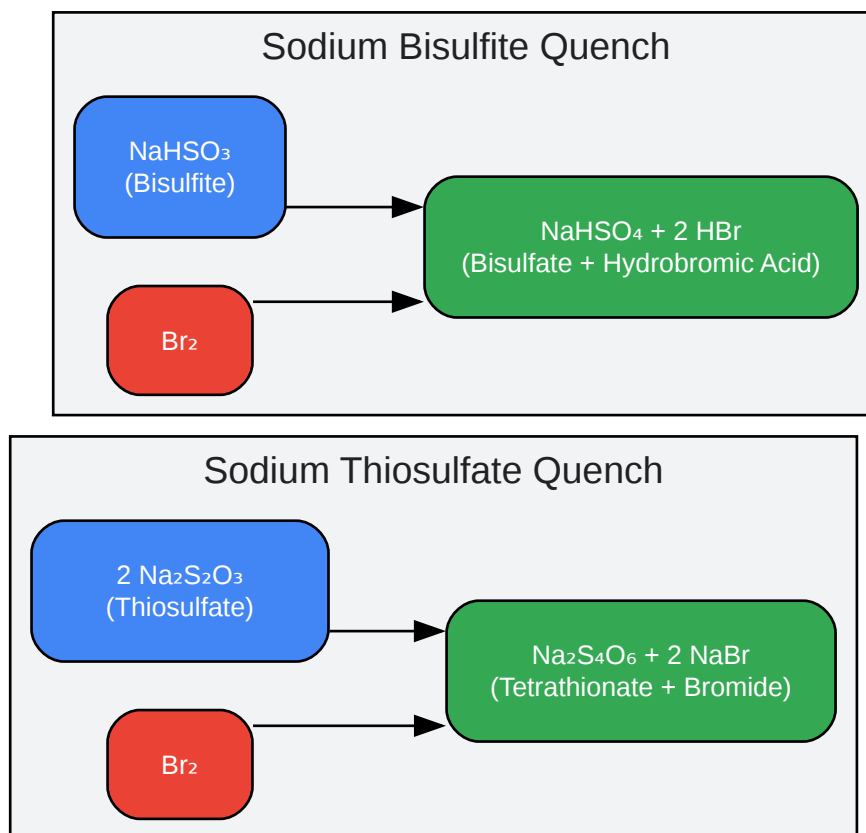 Sodium Bisulfite Quench
NaHSO₃
(Bisulfite)
NaHSO₄ + 2 HBr
(Bisulfate + Hydrobromic Acid)
Br₂
Sodium Thiosulfate Quench
2 Na₂S₂O₃
(Thiosulfate)
Na₂S₄O₆ + 2 NaBr
(Tetrathionate + Bromide)
Br₂